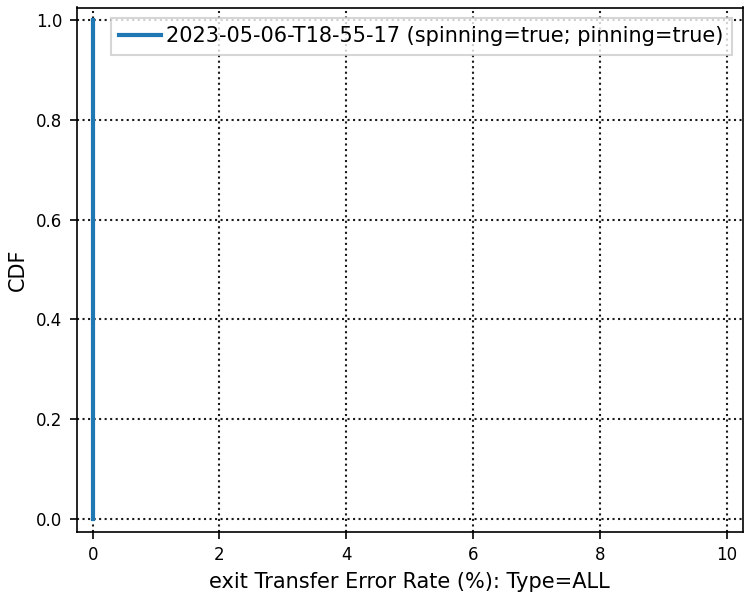 2023-05-06-T18-55-17 (spinning=true; pinning=true)
1.0
0.8
0.6
0.4
0.2
0.0
CDF
0 2 4 6 8 10
exit Transfer Error Rate (%): Type=ALL